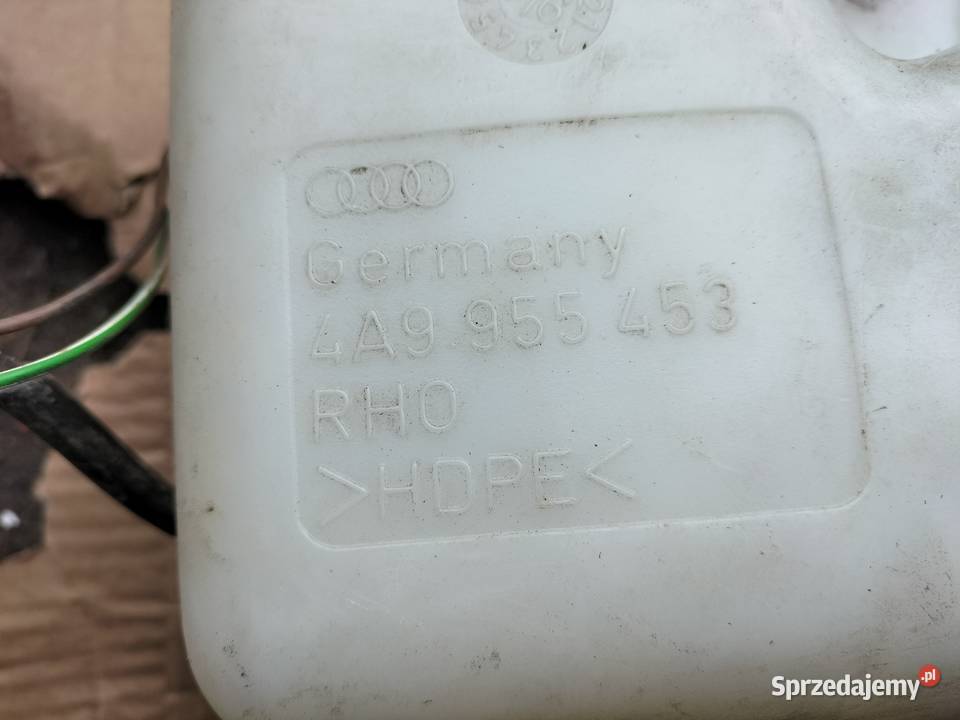 Germany
4A9 955 453
RHO
>HDPE<
Sprzedajemy.pl